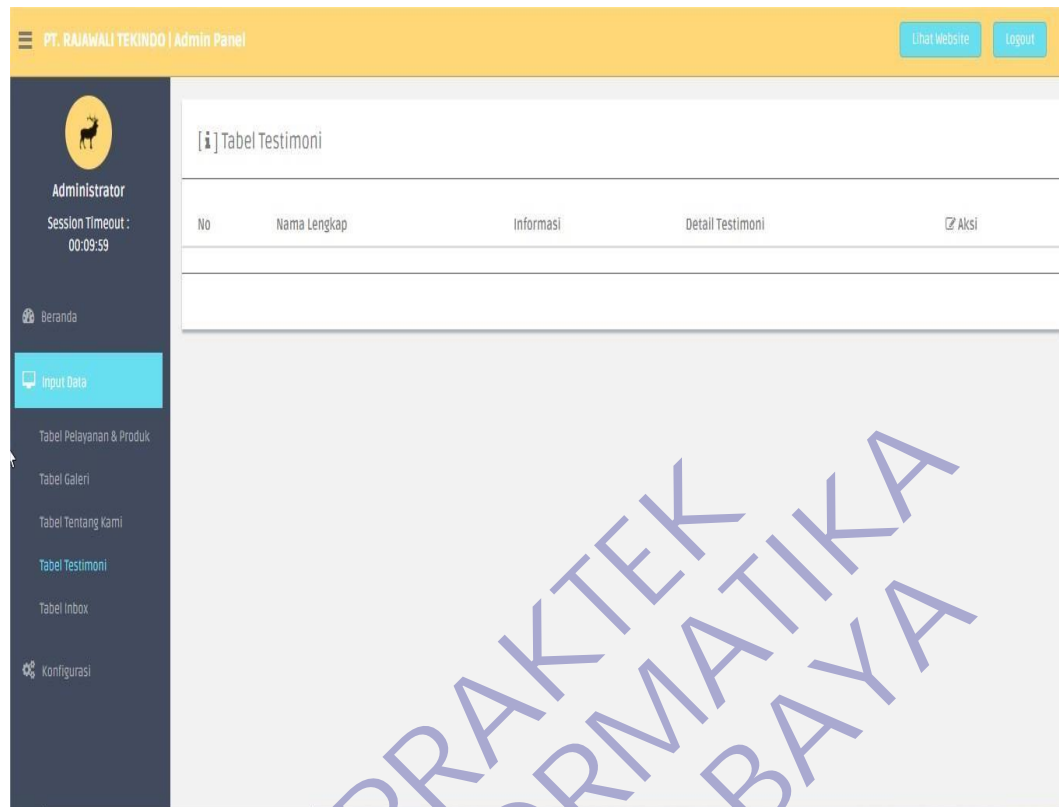 PT. RAJAWALI TEKINDO | Admin Panel
Lihat Website
Logout
Administrator
Session Timeout :
00:09:59
Beranda
Input Data
Tabel Pelayanan & Produk
Tabel Galeri
Tabel Tentang Kami
Tabel Testimoni
Tabel Inbox
Konfigurasi
[ i ] Tabel Testimoni
No Nama Lengkap Informasi Detail Testimoni Aksi
PRAKTEK
ORMATIKA
BAYA